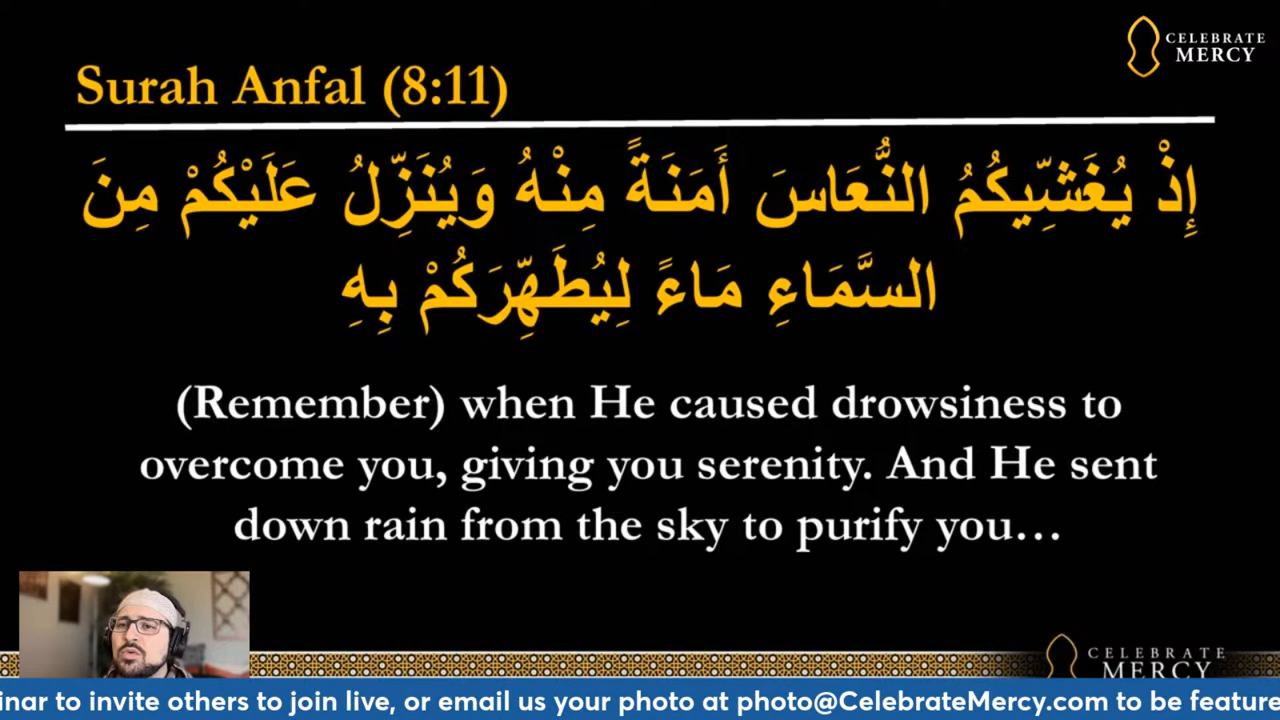 CELEBRATE
MERCY
Surah Anfal (8:11)
إِذْ يُغَشِّيكُمُ النُّعَاسَ أَمَنَةً مِنْهُ وَيُنَزِّلُ عَلَيْكُمْ مِنَ
السَّمَاءِ مَاءً لِيُطَهِّرَكُمْ بِهِ
(Remember) when He caused drowsiness to
overcome you, giving you serenity. And He sent
down rain from the sky to purify you…
CELEBRATE
MERCY
inar to invite others to join live, or email us your photo at photo@CelebrateMercy.com to be feature